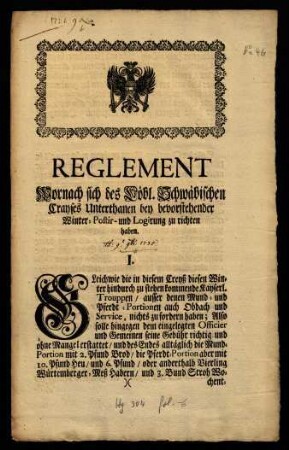 REGLEMENT
Wornach sich des Löbl. Schwäbischen
Crayses Unterthanen bey bevorstehender
Winter-Postir- und Logirung zu richten
haben.
I.
Gleichwie die in diesem Creyß diesen Win-
ter hindurch zu stehen kommende Kayserl.
Trouppen / ausser denen Mund- und
Pferdt-Portionen auch Obdach und
Service, nichts zu fordern haben; Also
solle hingegen dem eingelegten Officier
und Gemeinen seine Gebühr richtig und
ohne Mangel erstattet / und des Endes alltäglich die Mund-
Portion mit 2. Pfund Brod / die Pferdt-Portion aber mit
10. Pfund Heu / und 6. Pfund / oder anderthalb Vierling
Würtemberger-Meß Habern / und 3. Bund Stroh Wo-
X chent-